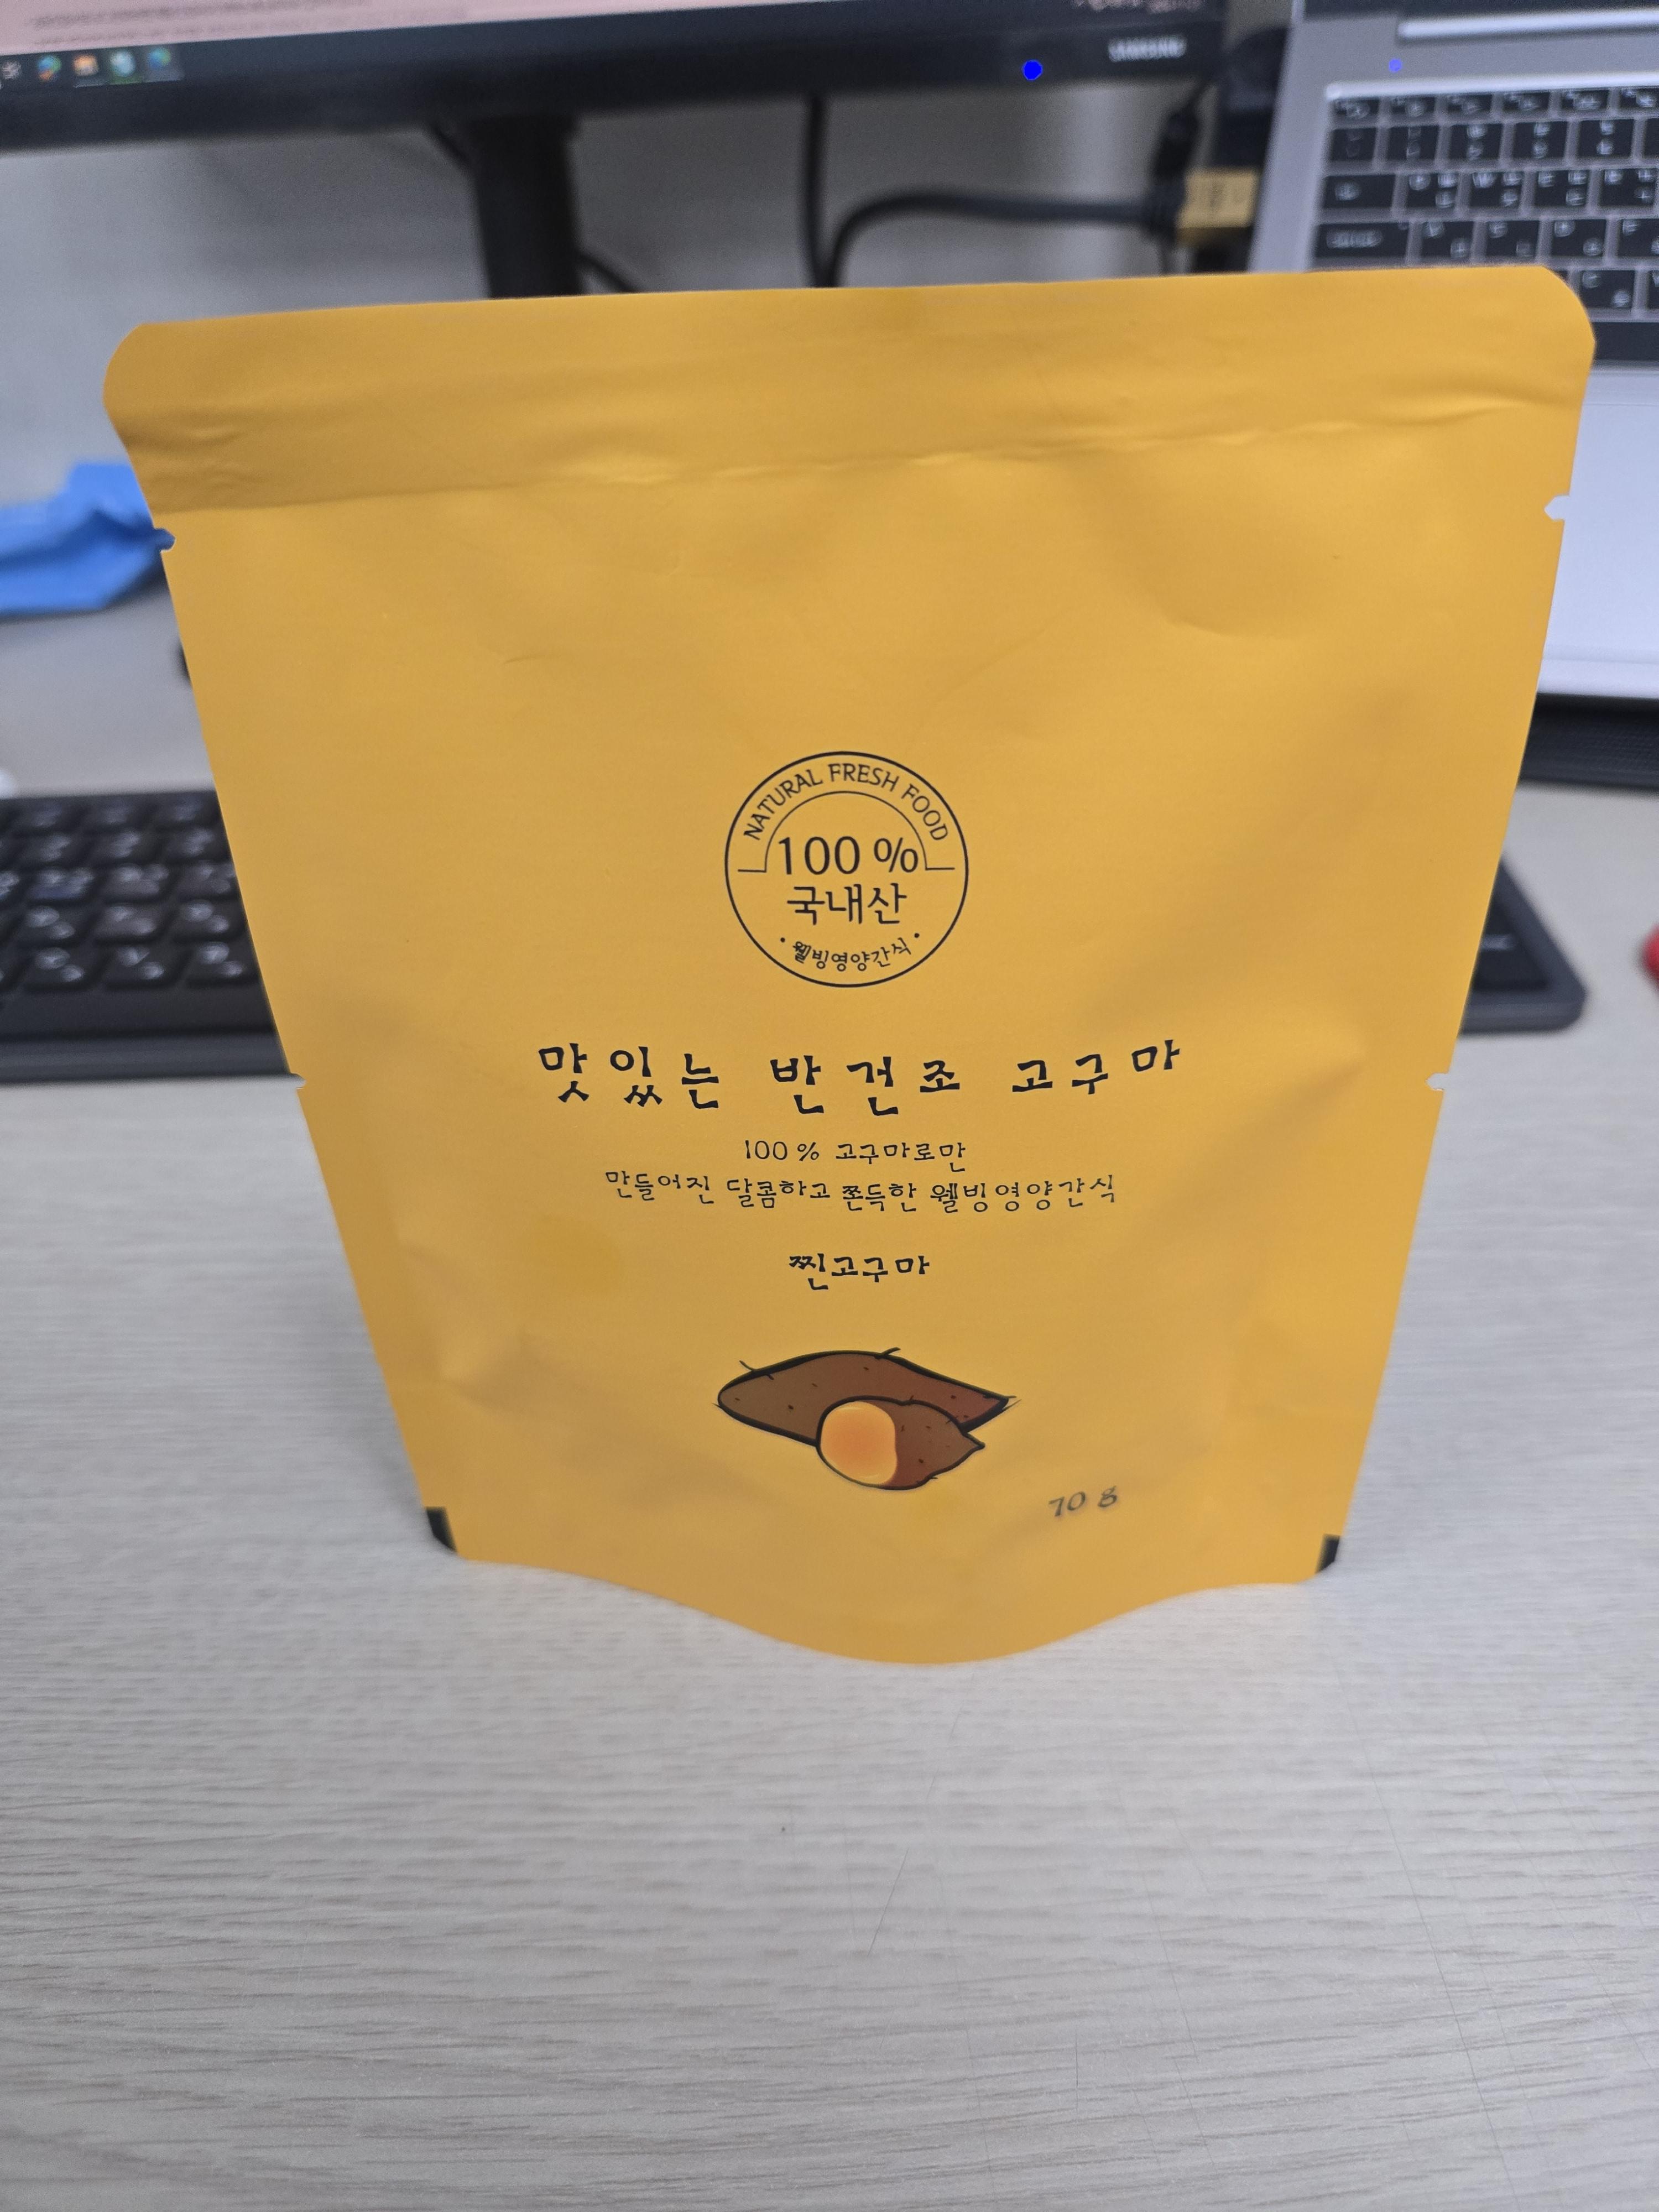 SAMSUNG
NATURAL FRESH FOOD
100 %
국내산
· 웰빙영양간식 ·
맛있는 반건조 고구마
100 % 고구마로만
만들어진 달콤하고 쫀득한 웰빙영양간식
찐고구마
70 g